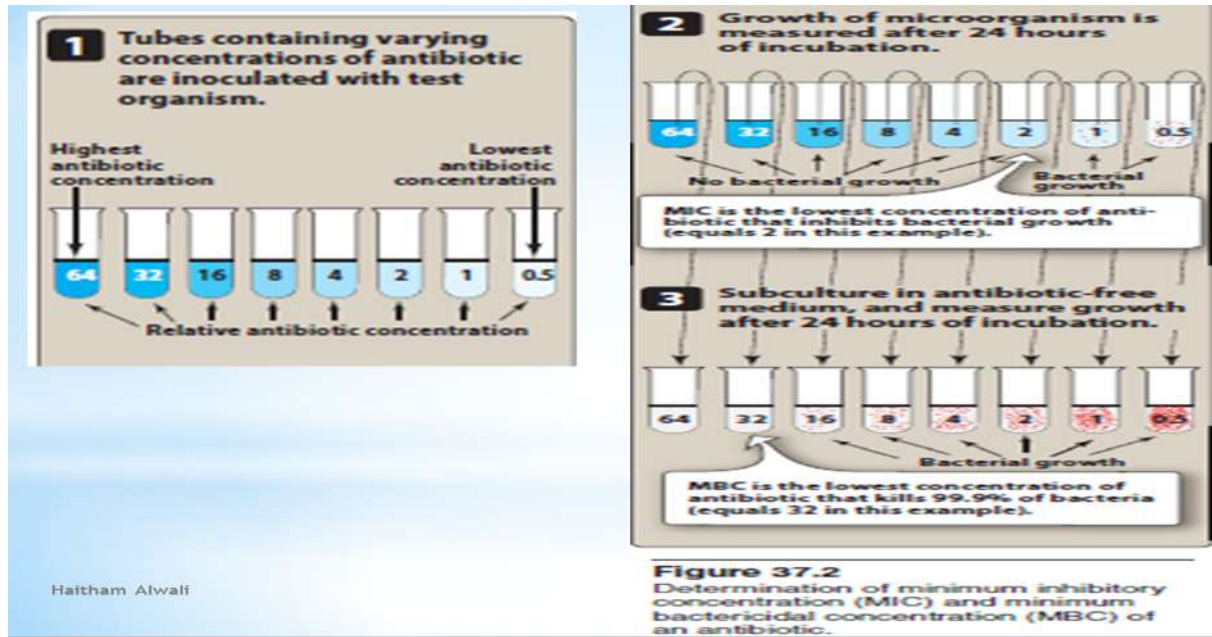 1 Tubes containing varying
concentrations of antibiotic
are inoculated with test
organism.
Highest
antibiotic
concentration
Lowest
antibiotic
concentration
64 32 16 8 4 2 1 0.5
Relative antibiotic concentration
2 Growth of microorganism is
measured after 24 hours
of incubation.
64 32 16 8 4 2 1 0.5
No bacterial growth
Bacterial
growth
MIC is the lowest concentration of anti-
biotic that inhibits bacterial growth
(equals 2 in this example).
3 Subculture in antibiotic-free
medium, and measure growth
after 24 hours of incubation.
64 32 16 8 4 2 1 0.5
Bacterial growth
MBC is the lowest concentration of
antibiotic that kills 99.9% of bacteria
(equals 32 in this example).
Figure 37.2
Determination of minimum inhibitory
concentration (MIC) and minimum
bactericidal concentration (MBC) of
an antibiotic.
Haitham Alwali